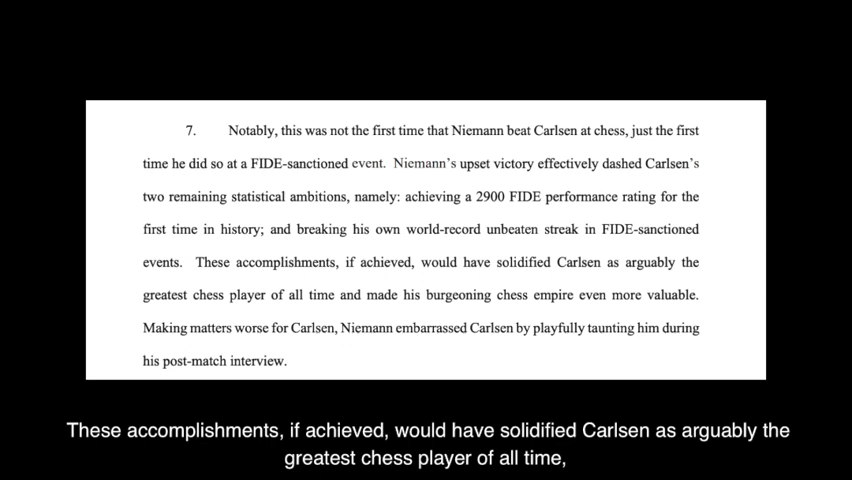 7. Notably, this was not the first time that Niemann beat Carlsen at chess, just the first
time he did so at a FIDE-sanctioned event. Niemann's upset victory effectively dashed Carlsen's
two remaining statistical ambitions, namely: achieving a 2900 FIDE performance rating for the
first time in history; and breaking his own world-record unbeaten streak in FIDE-sanctioned
events. These accomplishments, if achieved, would have solidified Carlsen as arguably the
greatest chess player of all time and made his burgeoning chess empire even more valuable.
Making matters worse for Carlsen, Niemann embarrassed Carlsen by playfully taunting him during
his post-match interview.
These accomplishments, if achieved, would have solidified Carlsen as arguably the
greatest chess player of all time,